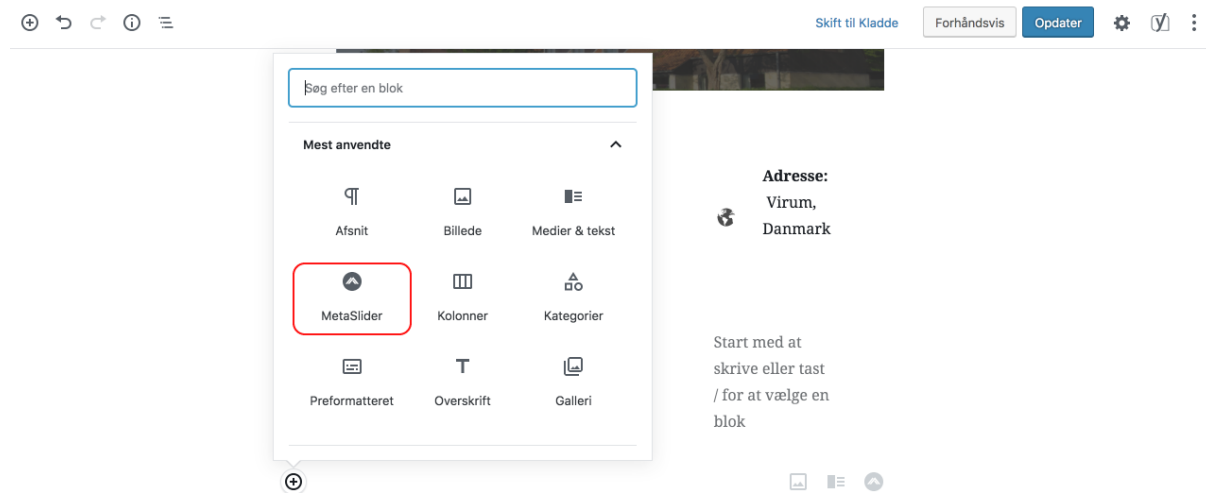 Skift til Kladde
Forhåndsvis
Opdater
Søg efter en blok
Mest anvendte
Afsnit
Billede
Medier & tekst
MetaSlider
Kolonner
Kategorier
Preformatteret
Overskrift
Galleri
Adresse:
Virum,
Danmark
Start med at
skrive eller tast
/ for at vælge en
blok